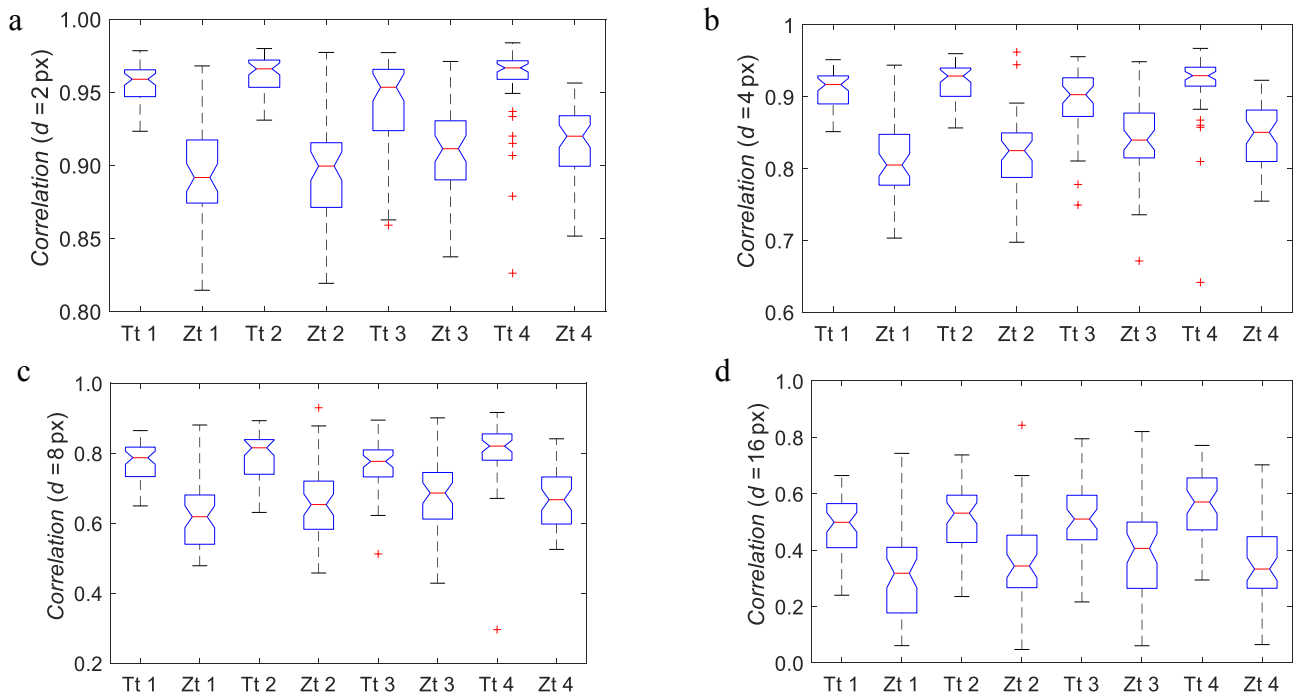 a
Correlation (d = 2 px)
1.00
0.95
0.90
0.85
0.80
Tt 1 Zt 1 Tt 2 Zt 2 Tt 3 Zt 3 Tt 4 Zt 4
b
Correlation (d = 4 px)
1
0.9
0.8
0.7
0.6
Tt 1 Zt 1 Tt 2 Zt 2 Tt 3 Zt 3 Tt 4 Zt 4
c
Correlation (d = 8 px)
1.0
0.8
0.6
0.4
0.2
Tt 1 Zt 1 Tt 2 Zt 2 Tt 3 Zt 3 Tt 4 Zt 4
d
Correlation (d = 16 px)
1.0
0.8
0.6
0.4
0.2
0.0
Tt 1 Zt 1 Tt 2 Zt 2 Tt 3 Zt 3 Tt 4 Zt 4